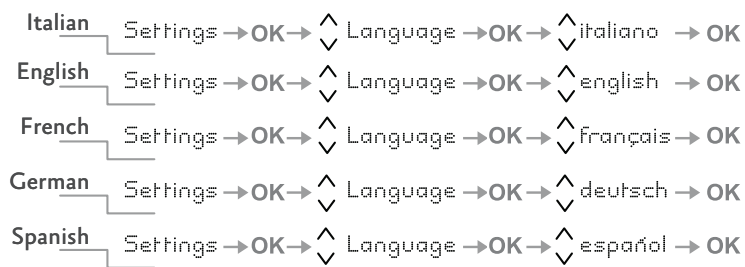 Italian Settings → OK → Language → OK → italiano → OK
English Settings → OK → Language → OK → english → OK
French Settings → OK → Language → OK → français → OK
German Settings → OK → Language → OK → deutsch → OK
Spanish Settings → OK → Language → OK → español → OK